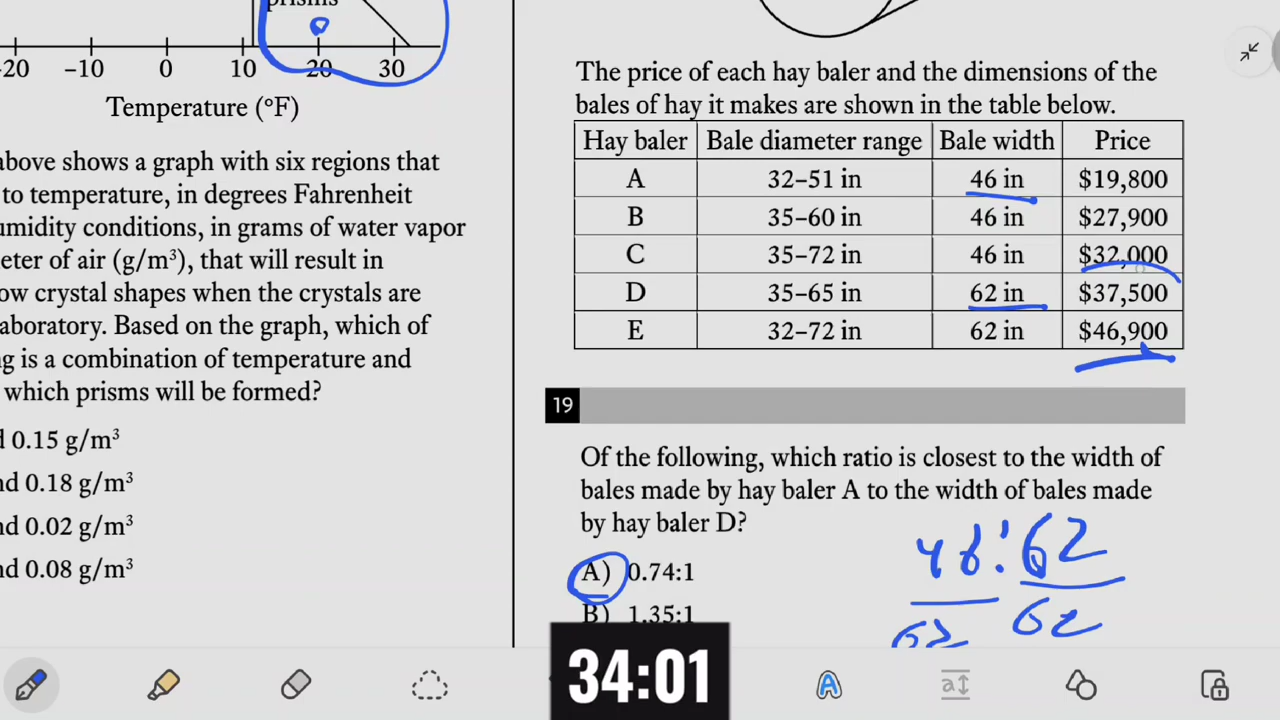 prisms
-20 -10 0 10 20 30
Temperature (°F)
above shows a graph with six regions that
to temperature, in degrees Fahrenheit
umidity conditions, in grams of water vapor
eter of air (g/m³), that will result in
ow crystal shapes when the crystals are
aboratory. Based on the graph, which of
ng is a combination of temperature and
which prisms will be formed?
d 0.15 g/m³
nd 0.18 g/m³
nd 0.02 g/m³
nd 0.08 g/m³
The price of each hay baler and the dimensions of the
bales of hay it makes are shown in the table below.
Hay baler Bale diameter range Bale width Price
A 32–51 in 46 in $19,800
B 35–60 in 46 in $27,900
C 35–72 in 46 in $32,000
D 35–65 in 62 in $37,500
E 32–72 in 62 in $46,900
19
Of the following, which ratio is closest to the width of
bales made by hay baler A to the width of bales made
by hay baler D?
46:62
A) 0.74:1
62 62
B) 1.35:1
34:01
A